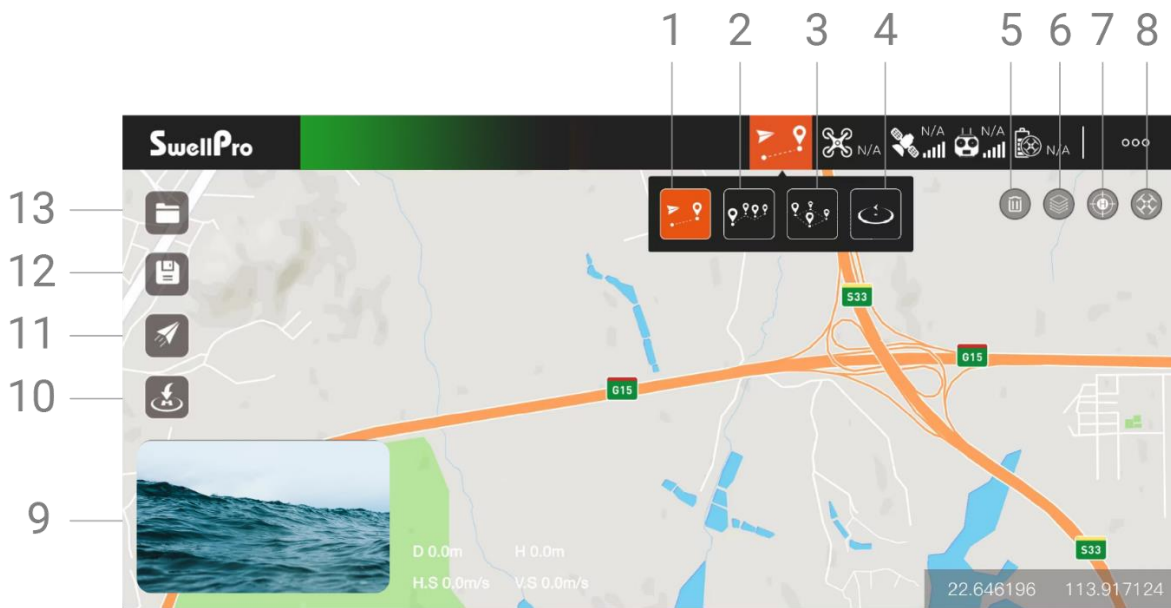 1 2 3 4 5 6 7 8
SwellPro N/A N/A N/A N/A
13
12
S33
11
G15
G15
10
9
D 0.0m H 0.0m
H.S 0.0m/s V.S 0.0m/s
S33
22.646196 113.917124